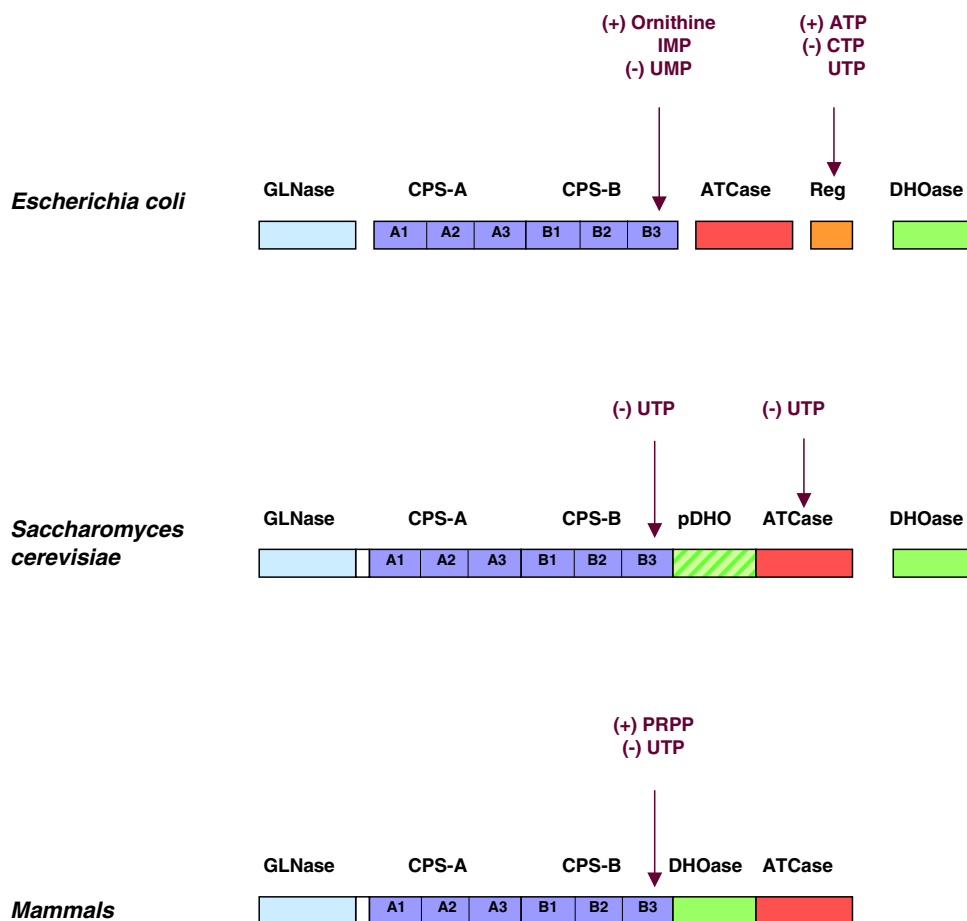 (+) Ornithine
IMP
(-) UMP
(+) ATP
(-) CTP
UTP
Escherichia coli
GLNase CPS-A CPS-B ATCase Reg DHOase
A1 A2 A3 B1 B2 B3
(-) UTP (-) UTP
Saccharomyces
cerevisiae
GLNase CPS-A CPS-B pDHO ATCase DHOase
A1 A2 A3 B1 B2 B3
(+) PRPP
(-) UTP
GLNase CPS-A CPS-B DHOase ATCase
Mammals
A1 A2 A3 B1 B2 B3